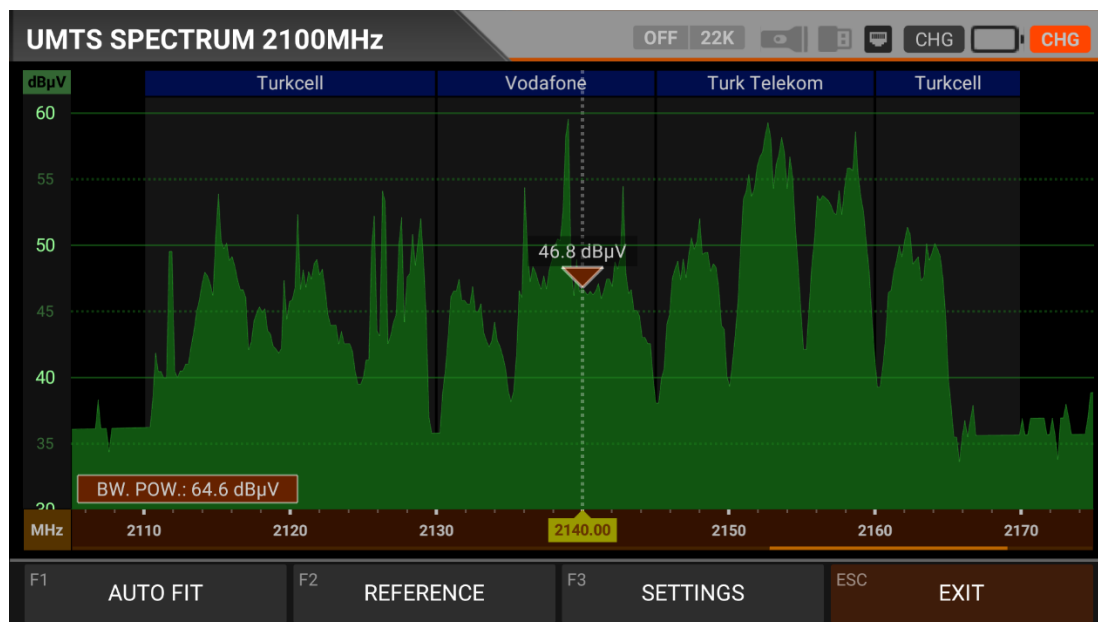 UMTS SPECTRUM 2100MHz
OFF 22K CHG CHG
dBµV Turkcell Vodafone Turk Telekom Turkcell
60
55
50
46.8 dBµV
45
40
35
BW. POW.: 64.6 dBµV
30
MHz 2110 2120 2130 2140.00 2150 2160 2170
F1 AUTO FIT F2 REFERENCE F3 SETTINGS ESC EXIT